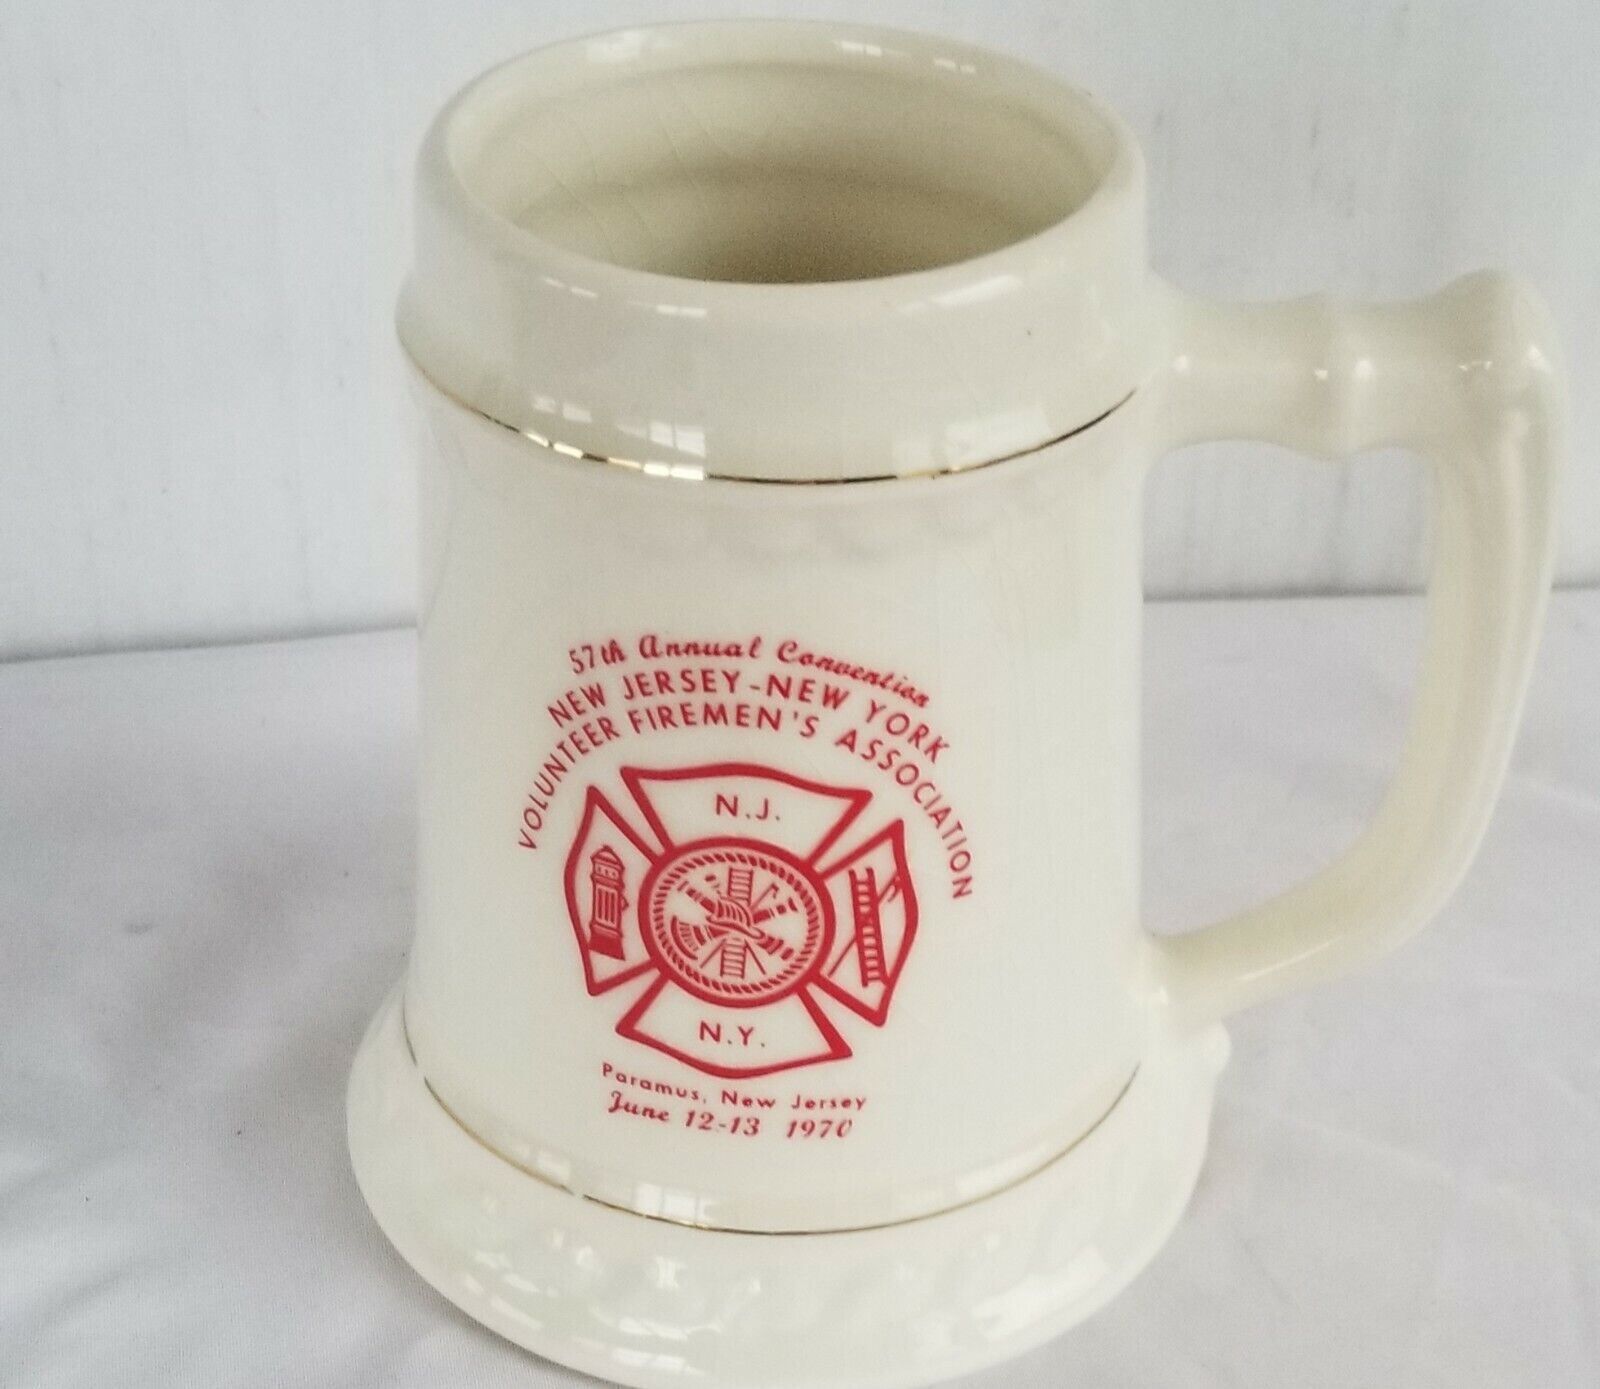 57th Annual Convention
NEW JERSEY-NEW YORK
VOLUNTEER FIREMEN'S ASSOCIATION
N.J.
N.Y.
Paramus, New Jersey
June 12-13 1970